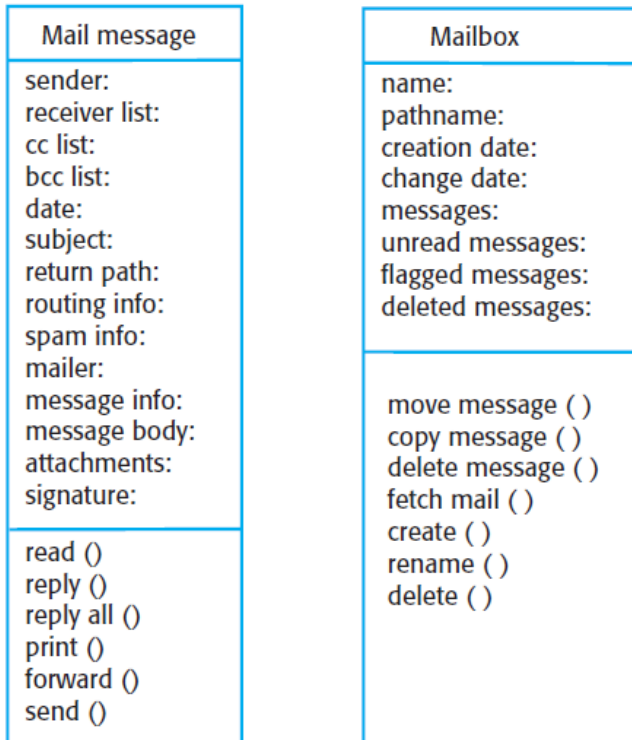 Mail message
sender:
receiver list:
cc list:
bcc list:
date:
subject:
return path:
routing info:
spam info:
mailer:
message info:
message body:
attachments:
signature:
read ()
reply ()
reply all ()
print ()
forward ()
send ()
Mailbox
name:
pathname:
creation date:
change date:
messages:
unread messages:
flagged messages:
deleted messages:
move message ( )
copy message ( )
delete message ( )
fetch mail ( )
create ( )
rename ( )
delete ( )